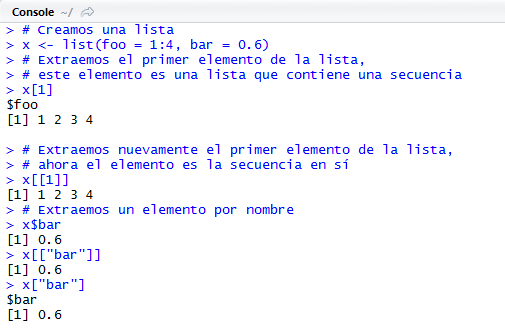 Console ~/
> # Creamos una lista
> x <- list(foo = 1:4, bar = 0.6)
> # Extraemos el primer elemento de la lista,
> # este elemento es una lista que contiene una secuencia
> x[1]
$foo
[1] 1 2 3 4
> # Extraemos nuevamente el primer elemento de la lista,
> # ahora el elemento es la secuencia en sí
> x[[1]]
[1] 1 2 3 4
> # Extraemos un elemento por nombre
> x$bar
[1] 0.6
> x[["bar"]]
[1] 0.6
> x["bar"]
$bar
[1] 0.6